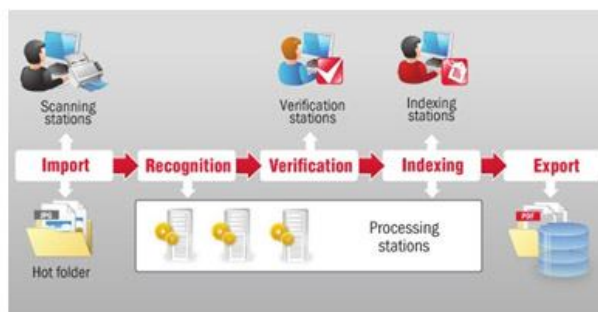 Scanning
stations
Verification
stations
Indexing
stations
Import
Recognition
Verification
Indexing
Export
JPG
Hot folder
Processing
stations
PDF